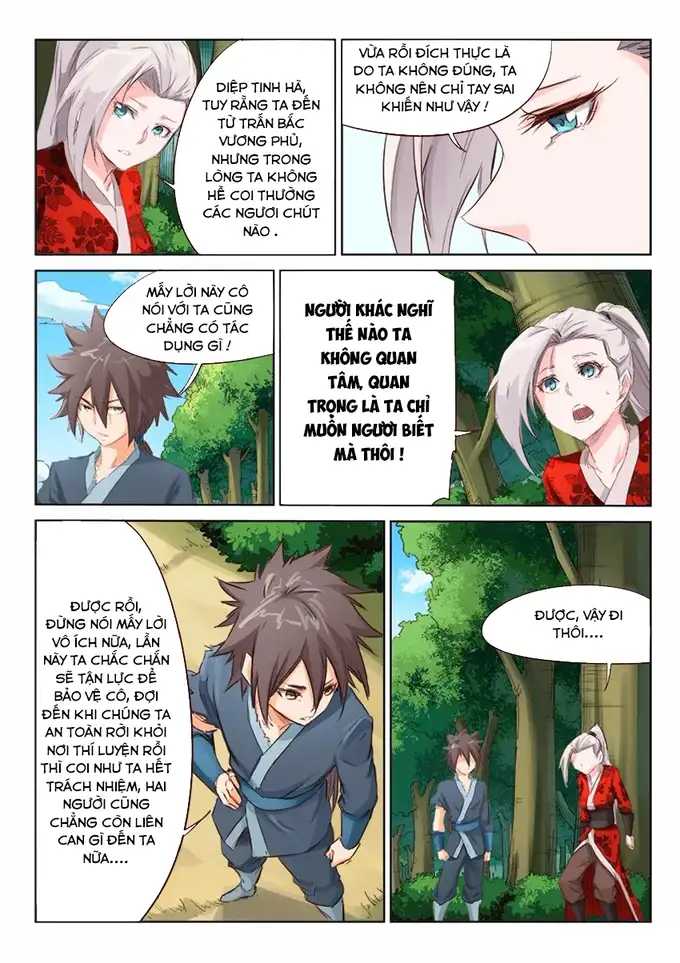 DIỆP TINH HÀ,
TUY RẰNG TA ĐẾN
TỪ TRẤN BẮC
VƯƠNG PHỦ,
NHƯNG TRONG
LÒNG TA KHÔNG
HỀ COI THƯỜNG
CÁC NGƯƠI CHÚT
NÀO .
VỪA RỒI ĐÍCH THỰC LÀ
DO TA KHÔNG ĐÚNG, TA
KHÔNG NÊN CHỈ TAY SAI
KHIẾN NHƯ VẬY !
MẤY LỜI NÀY CÔ
NÓI VỚI TA CŨNG
CHẲNG CÓ TÁC
DỤNG GÌ !
NGƯỜI KHÁC NGHĨ
THẾ NÀO TA
KHÔNG QUAN
TÂM, QUAN
TRỌNG LÀ TA CHỈ
MUỐN NGƯƠI BIẾT
MÀ THÔI !
ĐƯỢC RỒI,
ĐỪNG NÓI MẤY LỜI
VÔ ÍCH NỮA, LẦN
NÀY TA CHẮC CHẮN
SẼ TẬN LỰC ĐỂ
BẢO VỆ CÔ, ĐỢI
ĐẾN KHI CHÚNG TA
AN TOÀN RỜI KHỎI
NƠI THÍ LUYỆN RỒI
THÌ COI NHƯ TA HẾT
TRÁCH NHIỆM, HAI
NGƯỜI CŨNG
CHẲNG CÒN LIÊN
CAN GÌ ĐẾN TA
NỮA....
ĐƯỢC, VẬY ĐI
THÔI....